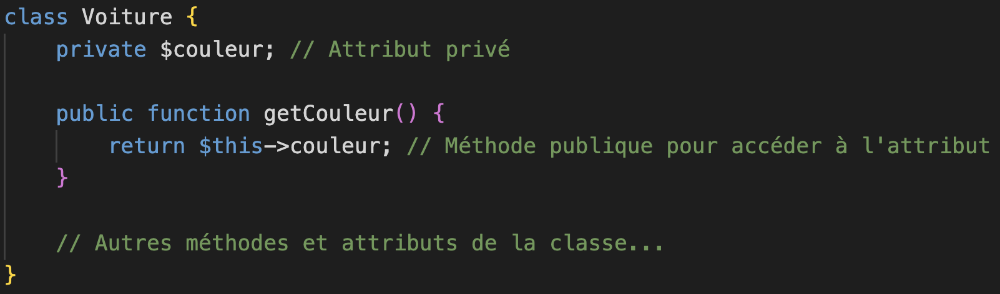 class Voiture {
    private $couleur; // Attribut privé

    public function getCouleur() {
        return $this->couleur; // Méthode publique pour accéder à l'attribut
    }

    // Autres méthodes et attributs de la classe...
}